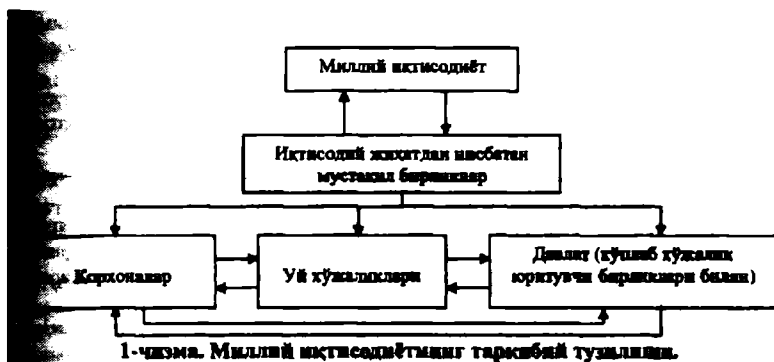 Миллий иқтисодиёт
Иқтисодий жиҳатдан нисбатан
мустақил бирликлар
Корхоналар
Уй хўжаликлари
Давлат (кўплаб хўжалик
юритувчи бирликлари билан)
1-чизма. Миллий иқтисодиётнинг таркибий тузилиши.